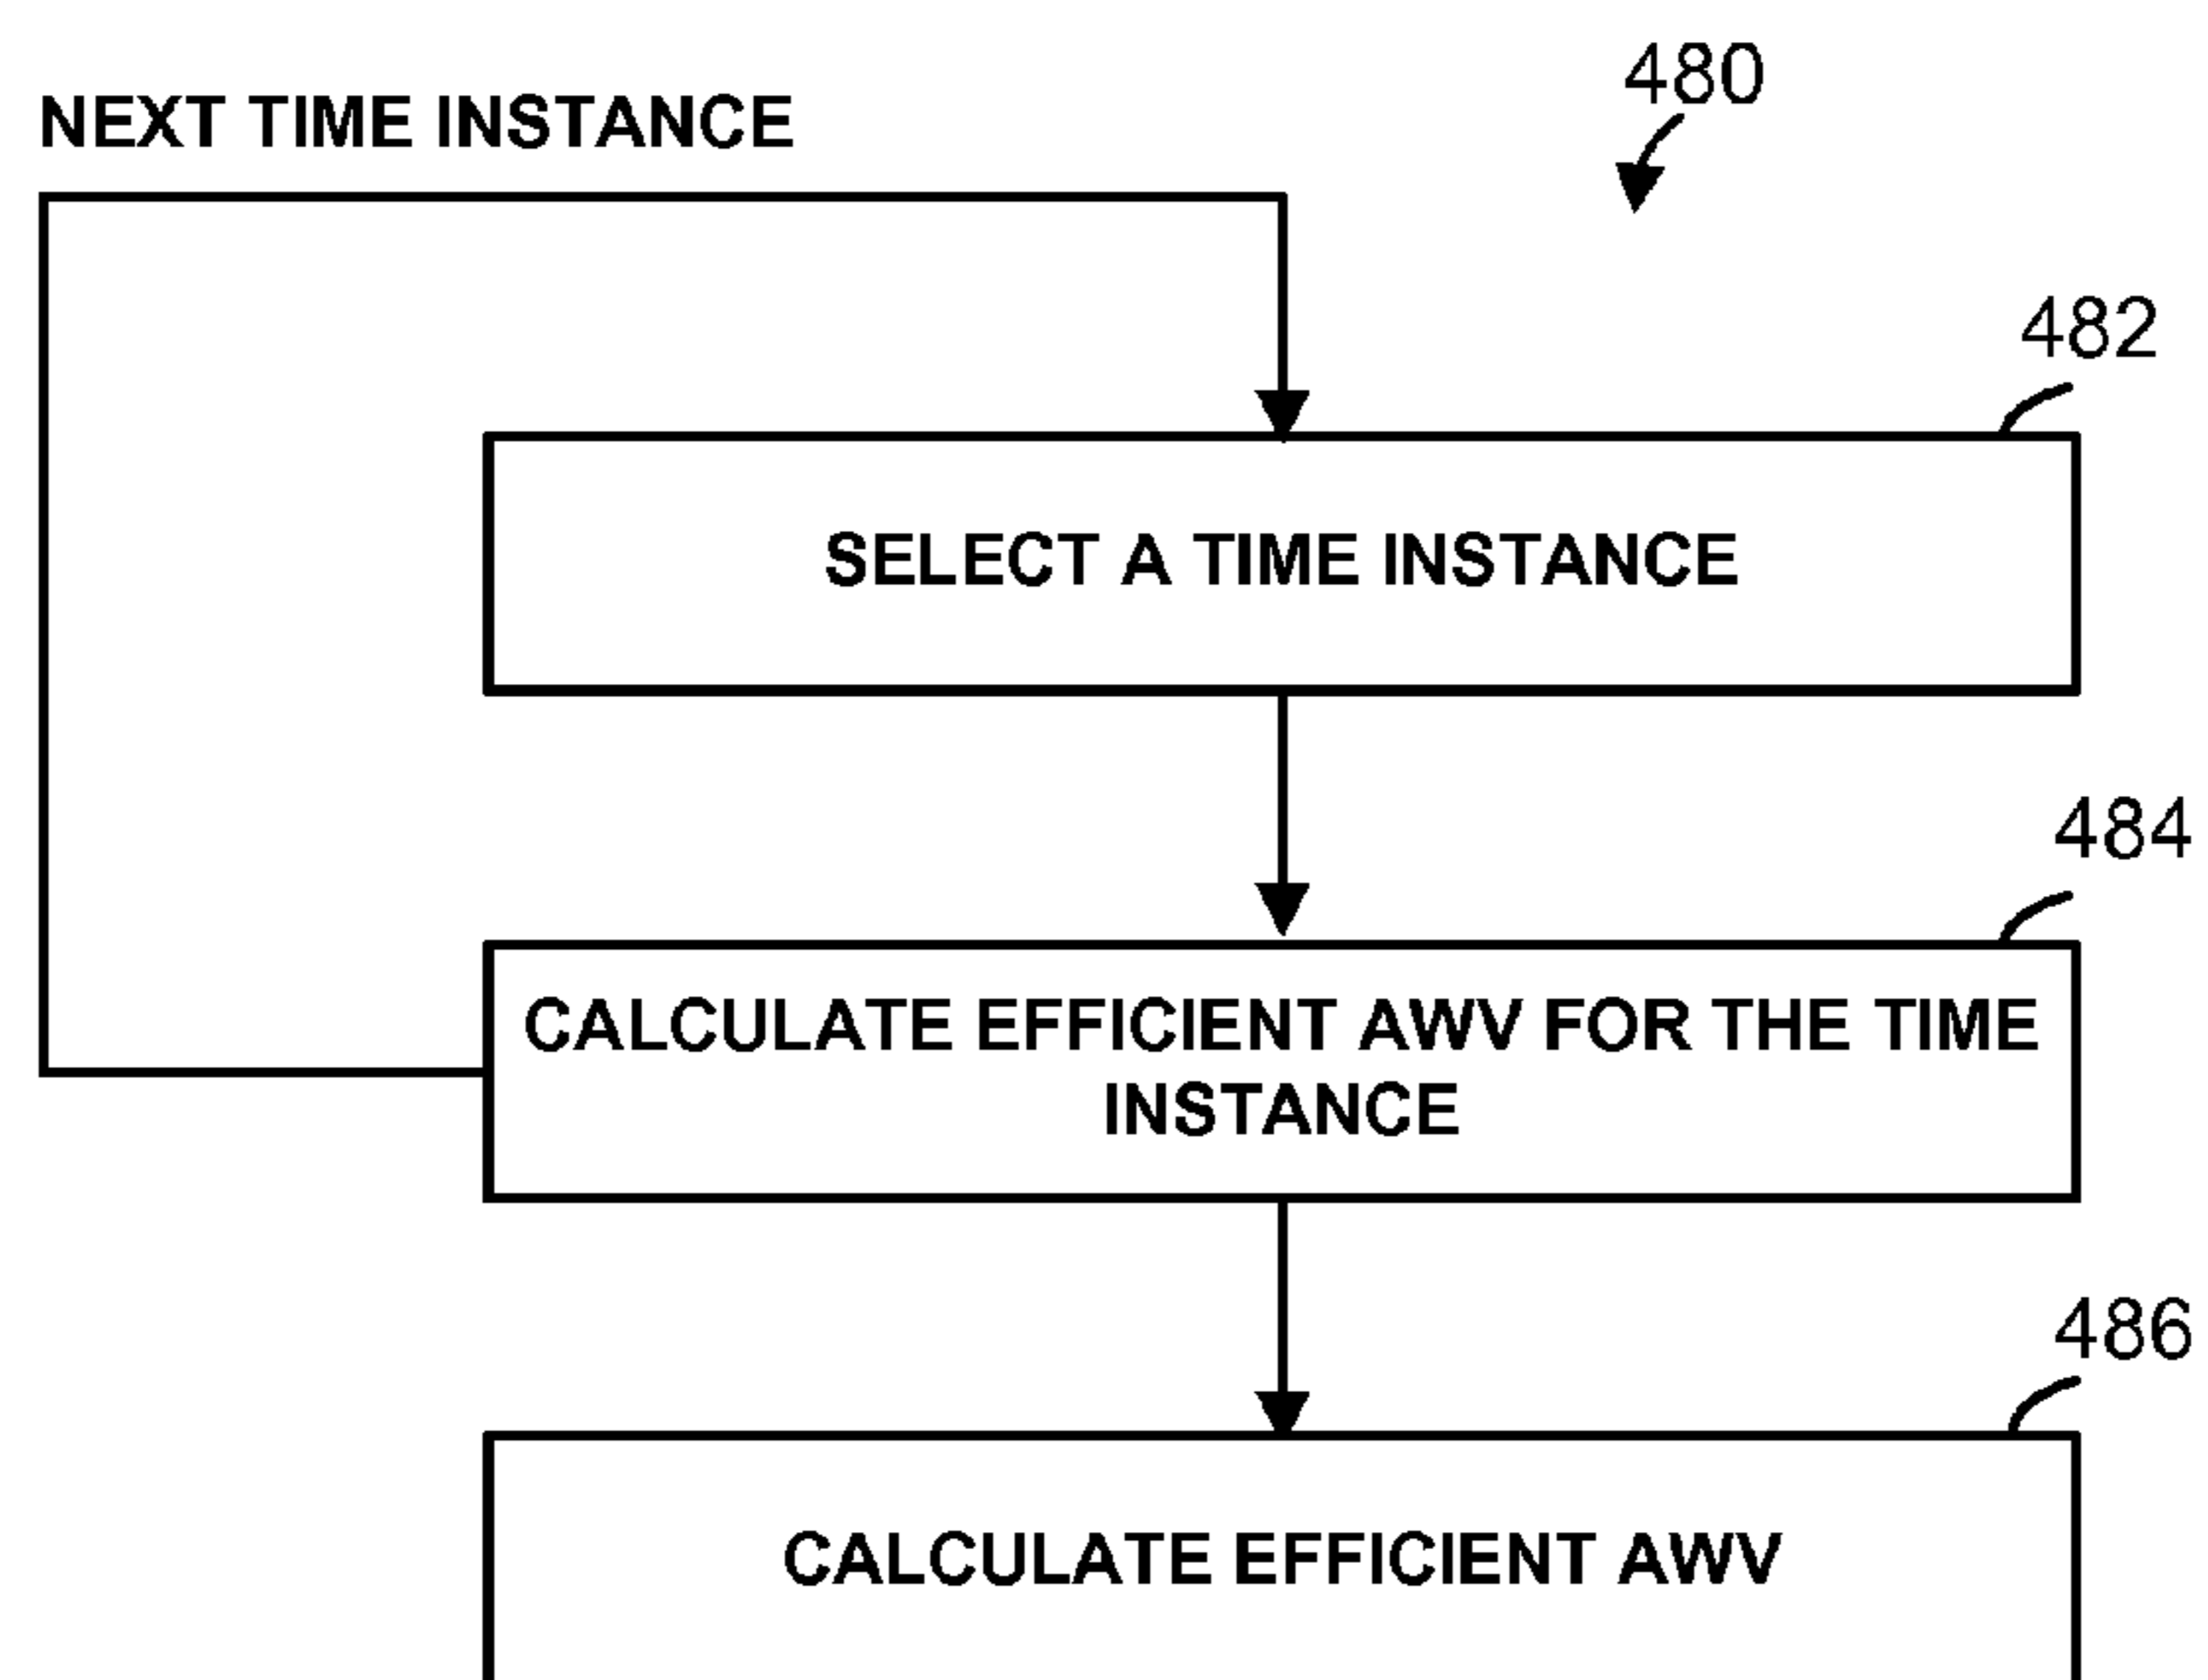 480
NEXT TIME INSTANCE
482
SELECT A TIME INSTANCE
484
CALCULATE EFFICIENT AWV FOR THE TIME
INSTANCE
486
CALCULATE EFFICIENT AWV